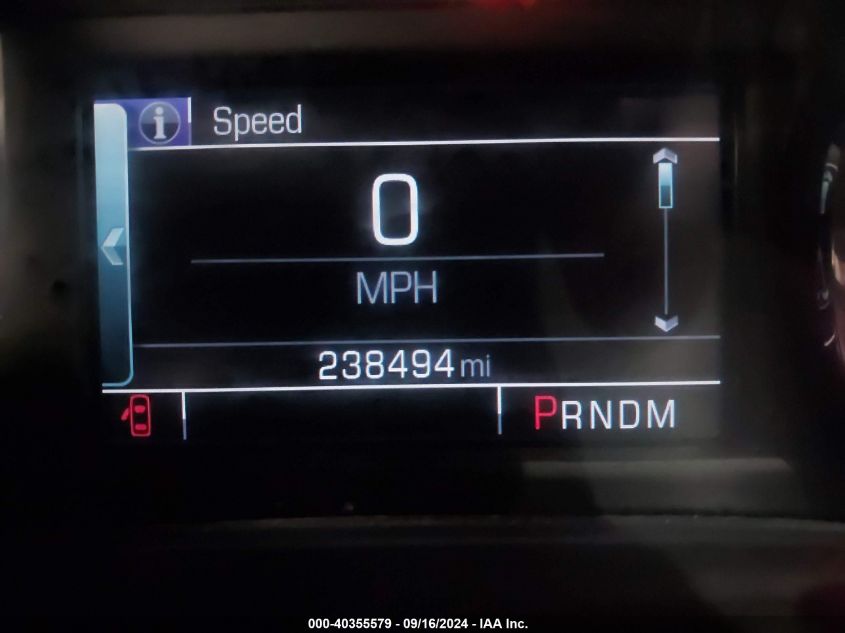 i Speed
0
MPH
238494 mi
PRNDM
000-40355579 - 09/16/2024 - IAA Inc.